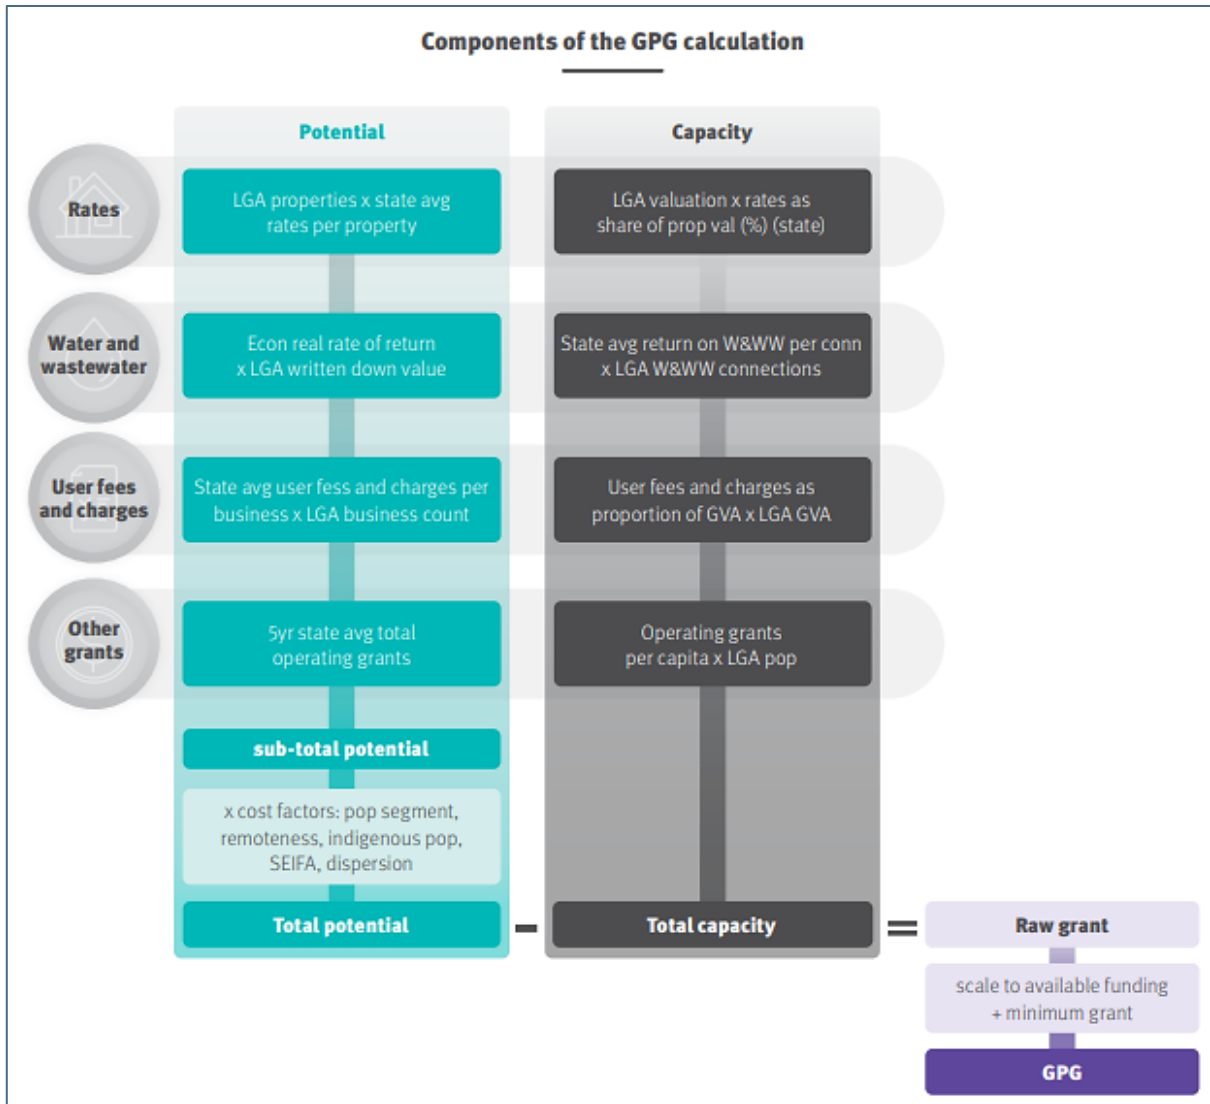 Components of the GPG calculation
Potential
Capacity
Rates
LGA properties x state avg
rates per property
LGA valuation x rates as
share of prop val (%) (state)
Water and
wastewater
Econ real rate of return
x LGA written down value
State avg return on W&WW per conn
x LGA W&WW connections
User fees
and charges
State avg user fess and charges per
business x LGA business count
User fees and charges as
proportion of GVA x LGA GVA
Other
grants
5yr state avg total
operating grants
Operating grants
per capita x LGA pop
sub-total potential
x cost factors: pop segment,
remoteness, indigenous pop,
SEIFA, dispersion
Total potential
-
Total capacity
=
Raw grant
scale to available funding
+ minimum grant
GPG